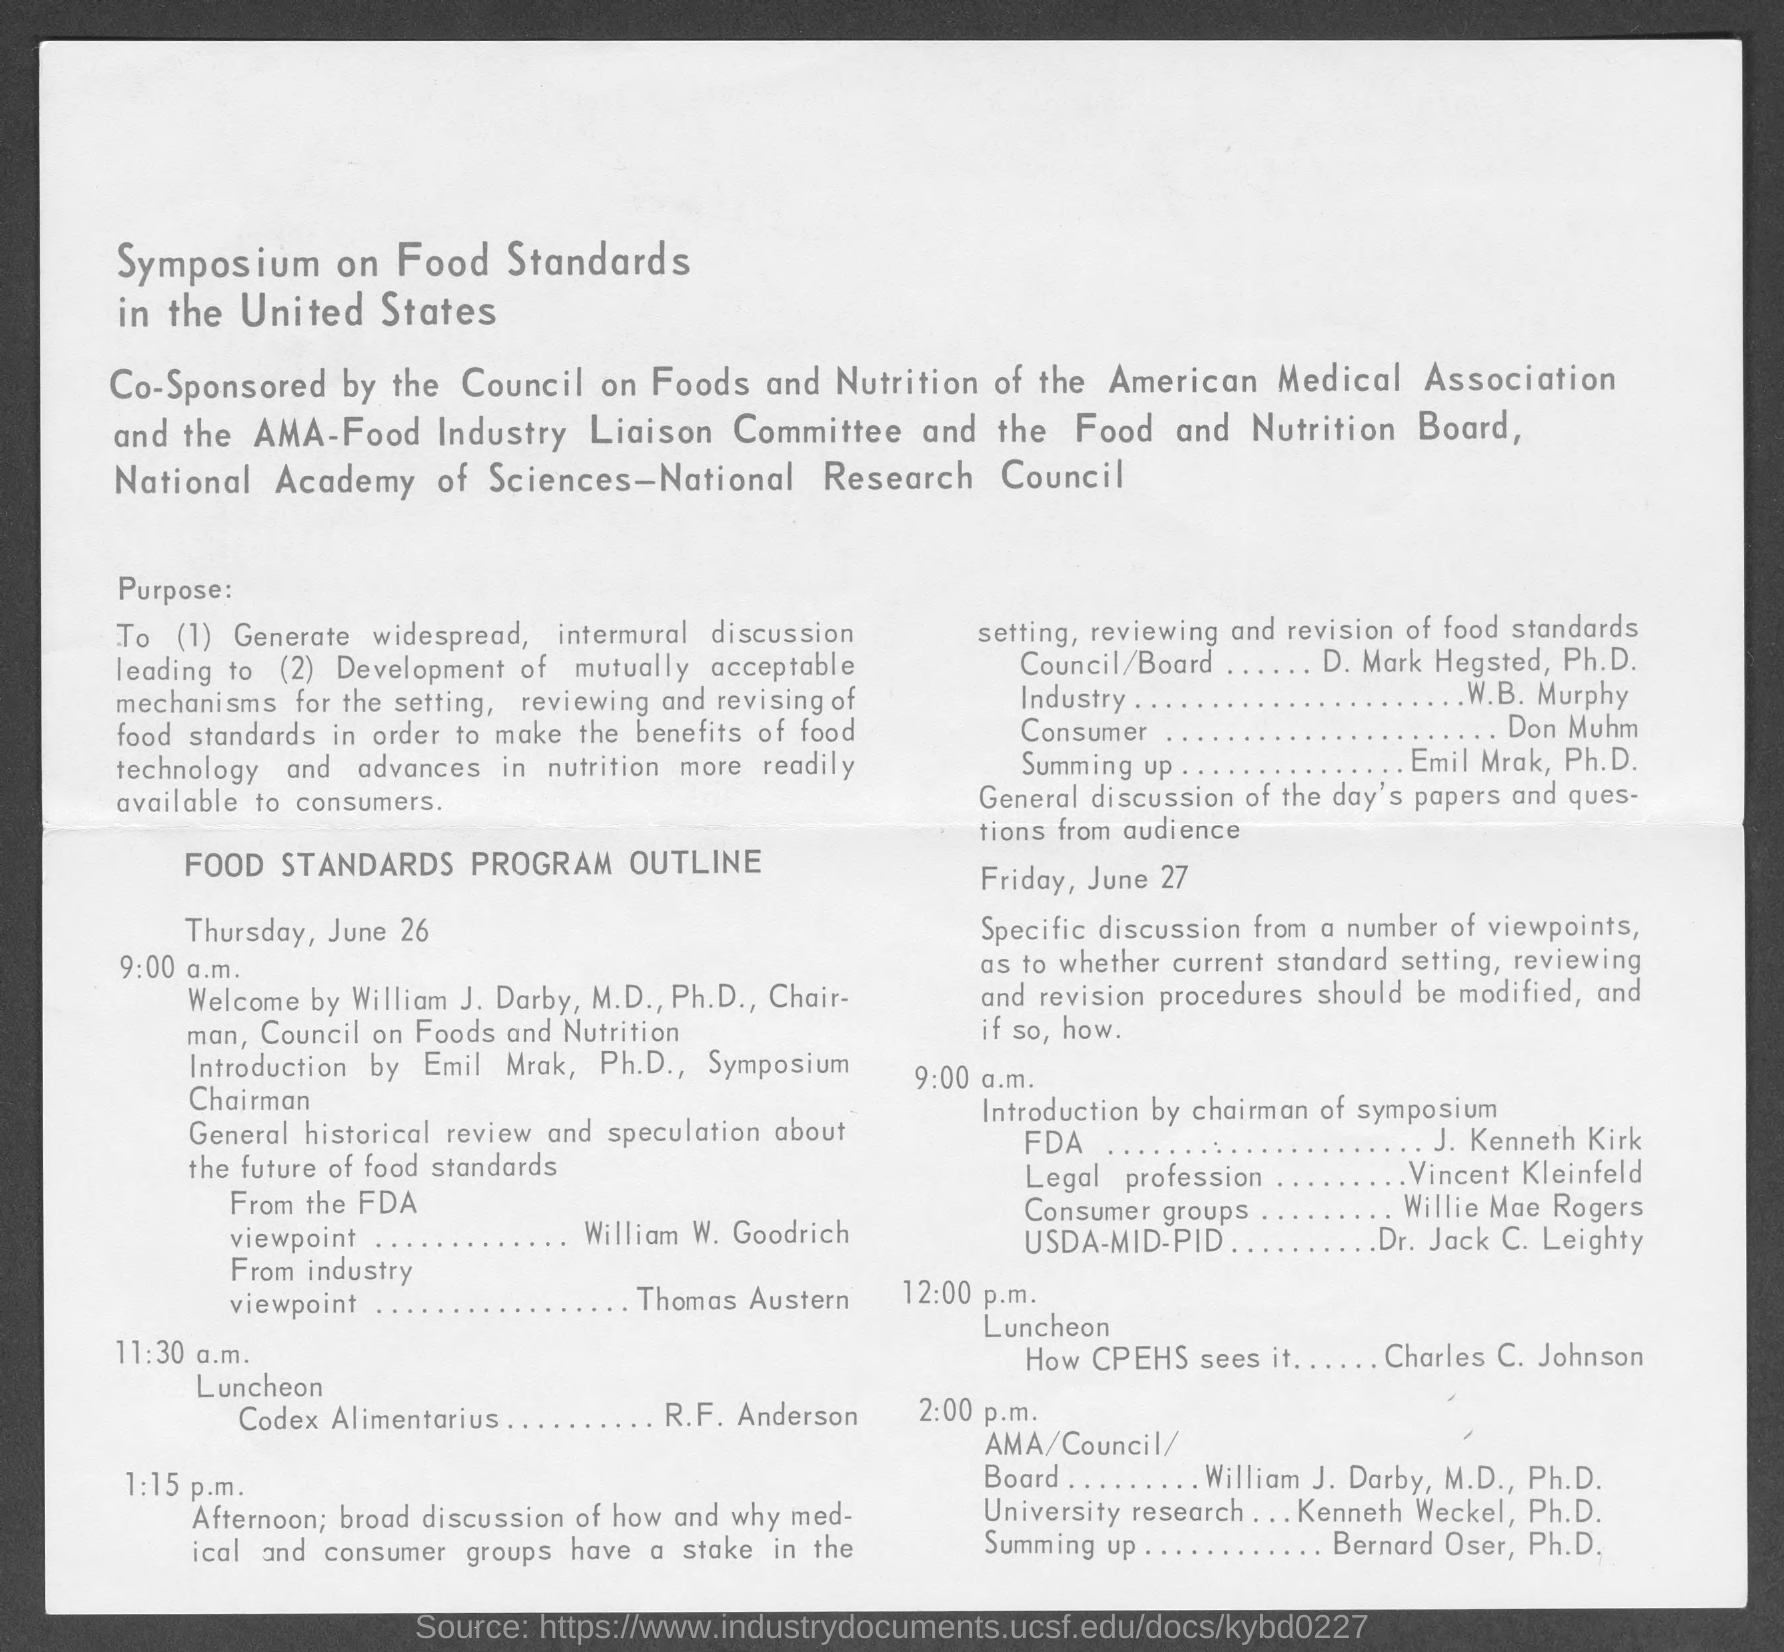 Symposium on Food Standards
in the United States
Co-Sponsored by the Council on Foods and Nutrition of the American Medical Association
and the AMA-Food Industry Liaison Committee and the Food and Nutrition Board,
National Academy of Sciences—National Research Council
Purpose:
To (1) Generate widespread, intermural discussion
leading to (2) Development of mutually acceptable
mechanisms for the setting, reviewing and revising of
food standards in order to make the benefits of food
technology and advances in nutrition more readily
available to consumers.
FOOD STANDARDS PROGRAM OUTLINE
Thursday, June 26
9:00 a.m.
Welcome by William J. Darby, M.D., Ph.D., Chair-
man, Council on Foods and Nutrition
Introduction by Emil Mrak, Ph.D., Symposium
Chairman
General historical review and speculation about
the future of food standards
From the FDA
viewpoint ............. William W. Goodrich
From industry
viewpoint ................. Thomas Austern
11:30 a.m.
Luncheon
Codex Alimentarius .......... R.F. Anderson
1:15 p.m.
Afternoon; broad discussion of how and why med-
ical and consumer groups have a stake in the
setting, reviewing and revision of food standards
Council/Board ...... D. Mark Hegsted, Ph.D.
Industry ...................... W.B. Murphy
Consumer ...................... Don Muhm
Summing up ............... Emil Mrak, Ph.D.
General discussion of the day's papers and ques-
tions from audience
Friday, June 27
Specific discussion from a number of viewpoints,
as to whether current standard setting, reviewing
and revision procedures should be modified, and
if so, how.
9:00 a.m.
Introduction by chairman of symposium
FDA ..................... J. Kenneth Kirk
Legal profession ......... Vincent Kleinfeld
Consumer groups ......... Willie Mae Rogers
USDA-MID-PID .......... Dr. Jack C. Leighty
12:00 p.m.
Luncheon
How CPEHS sees it ...... Charles C. Johnson
2:00 p.m.
AMA/Council/
Board ......... William J. Darby, M.D., Ph.D.
University research ... Kenneth Weckel, Ph.D.
Summing up ............ Bernard Oser, Ph.D.
Source: https://www.industrydocuments.ucsf.edu/docs/kybd0227